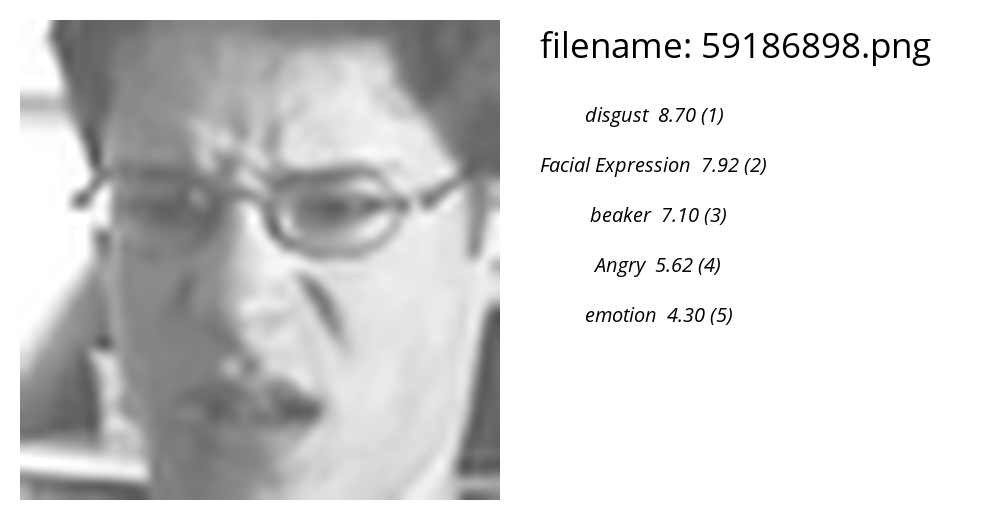 filename: 59186898.png
disgust 8.70 (1)
Facial Expression 7.92 (2)
beaker 7.10 (3)
Angry 5.62 (4)
emotion 4.30 (5)